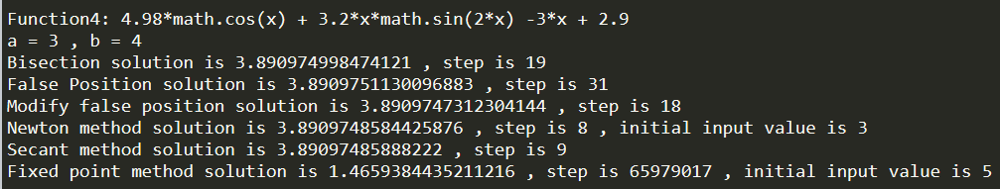 Function4: 4.98*math.cos(x) + 3.2*x*math.sin(2*x) -3*x + 2.9
a = 3 , b = 4
Bisection solution is 3.890974998474121 , step is 19
False Position solution is 3.8909751130096883 , step is 31
Modify false position solution is 3.8909747312304144 , step is 18
Newton method solution is 3.8909748584425876 , step is 8 , initial input value is 3
Secant method solution is 3.89097485888222 , step is 9
Fixed point method solution is 1.4659384435211216 , step is 65979017 , initial input value is 5